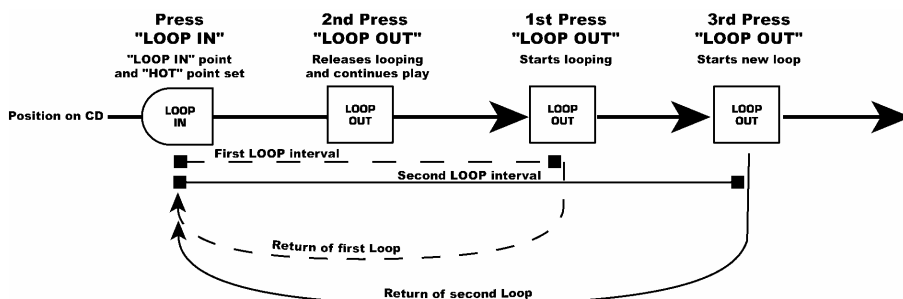 Press
"LOOP IN"
"LOOP IN" point
and "HOT" point set
2nd Press
"LOOP OUT"
Releases looping
and continues play
1st Press
"LOOP OUT"
Starts looping
3rd Press
"LOOP OUT"
Starts new loop
Position on CD
LOOP
IN
LOOP
OUT
LOOP
OUT
LOOP
OUT
First LOOP interval
Second LOOP interval
Return of first Loop
Return of second Loop